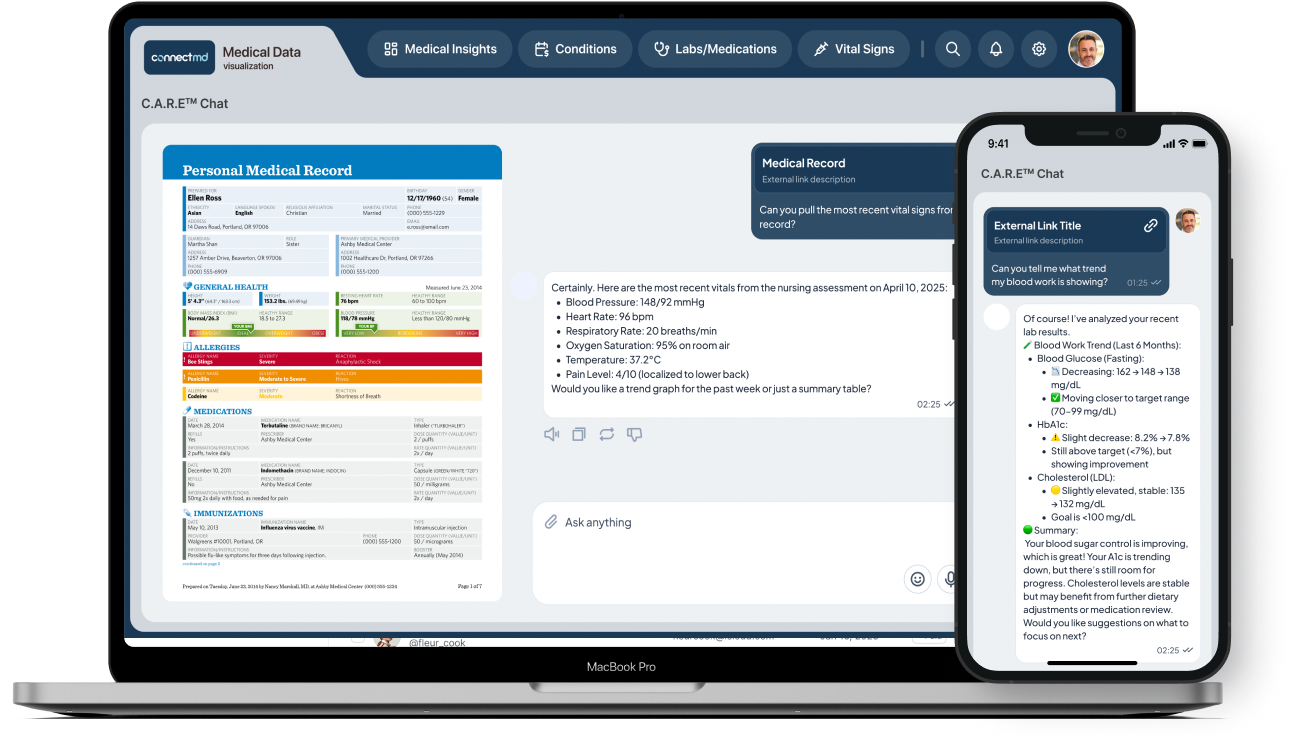 connectmd
Medical Data
visualization
Medical Insights
Conditions
Labs/Medications
Vital Signs
C.A.R.E™ Chat
Personal Medical Record
PREPARED FOR
Ellen Ross
BIRTHDAY
12/17/1960 (54)
GENDER
Female
ETHNICITY
Asian
LANGUAGE SPOKEN
English
RELIGIOUS AFFILIATION
Christian
MARITAL STATUS
Married
PHONE
(000) 555-1229
ADDRESS
14 Daws Road, Portland, OR 97006
EMAIL
e.ross@email.com
GUARDIAN
Martha Shan
ROLE
Sister
ADDRESS
1257 Amber Drive, Beaverton, OR 97006
PHONE
(000) 555-6909
PRIMARY MEDICAL PROVIDER
Ashby Medical Center
ADDRESS
1002 Healthcare Dr, Portland, OR 97266
PHONE
(000) 555-1200
GENERAL HEALTH
Measured June 23, 2014
HEIGHT
5' 4.3"
WEIGHT
153.2 lbs.
RESTING HEART RATE
76 bpm
HEALTHY RANGE
60 to 100 bpm
BODY MASS INDEX (BMI)
Normal/26.3
HEALTHY RANGE
18.5 to 27.3
YOUR BMI
BLOOD PRESSURE
118/78 mmHg
HEALTHY RANGE
Less than 120/80 mmHg
YOUR BP
VERY LOW
VERY HIGH
ALLERGIES
ALLERGY NAME
Bee Stings
SEVERITY
Severe
REACTION
Anaphylactic Shock
ALLERGY NAME
Penicillin
SEVERITY
Moderate to Severe
REACTION
Hives
ALLERGY NAME
Codeine
SEVERITY
Moderate
REACTION
Shortness of Breath
MEDICATIONS
DATE
March 28, 2014
MEDICATION NAME
Terbutaline (BRAND NAME: BRICANYL)
TYPE
Inhaler ("TURBOHALER")
REFILLS
Yes
PRESCRIBER
Ashby Medical Center
DOSE QUANTITY (VALUE/UNIT)
2 / puffs
INFORMATION/INSTRUCTIONS
2 puffs, twice daily
RATE QUANTITY (VALUE/UNIT)
2x / day
DATE
December 10, 2011
MEDICATION NAME
Indomethacin (BRAND NAME: INDOCIN)
TYPE
Capsule
REFILLS
No
PRESCRIBER
Ashby Medical Center
DOSE QUANTITY (VALUE/UNIT)
50 / milligrams
INFORMATION/INSTRUCTIONS
50mg 2x daily with food, as needed for pain
RATE QUANTITY (VALUE/UNIT)
2x / day
IMMUNIZATIONS
DATE
May 10, 2013
IMMUNIZATION NAME
Influenza virus vaccine, IM
TYPE
Intramuscular injection
PROVIDER
Walgreens #10001, Portland, OR
PHONE
(000) 555-1200
DOSE QUANTITY (VALUE/UNIT)
50 / micrograms
INFORMATION/INSTRUCTIONS
Possible flu-like symptoms for three days following injection.
BOOSTER
Annually (May 2014)
continued on page 2
Prepared on Tuesday, June 23, 2014 by Nancy Marshall, MD, at Ashby Medical Center (000) 555-1234
Page 1 of 7
Medical Record
External link description
Can you pull the most recent vital signs from
record?
Certainly. Here are the most recent vitals from the nursing assessment on April 10, 2025:
• Blood Pressure: 148/92 mmHg
• Heart Rate: 96 bpm
• Respiratory Rate: 20 breaths/min
• Oxygen Saturation: 95% on room air
• Temperature: 37.2°C
• Pain Level: 4/10 (localized to lower back)
Would you like a trend graph for the past week or just a summary table?
02:25
Ask anything
@fleur_cook
MacBook Pro
9:41
C.A.R.E™ Chat
External Link Title
External link description
Can you tell me what trend
my blood work is showing?
01:25
Of course! I've analyzed your recent
lab results.
🧪 Blood Work Trend (Last 6 Months):
• Blood Glucose (Fasting):
• 📉 Decreasing: 162 → 148 → 138
mg/dL
• ✅ Moving closer to target range
(70–99 mg/dL)
• HbA1c:
• ⚠️ Slight decrease: 8.2% → 7.8%
• Still above target (<7%), but
showing improvement
• Cholesterol (LDL):
• 🟡 Slightly elevated, stable: 135
→ 132 mg/dL
• Goal is <100 mg/dL
🟢 Summary:
Your blood sugar control is improving,
which is great! Your A1c is trending
down, but there's still room for
progress. Cholesterol levels are stable
but may benefit from further dietary
adjustments or medication review.
Would you like suggestions on what to
focus on next?
02:25